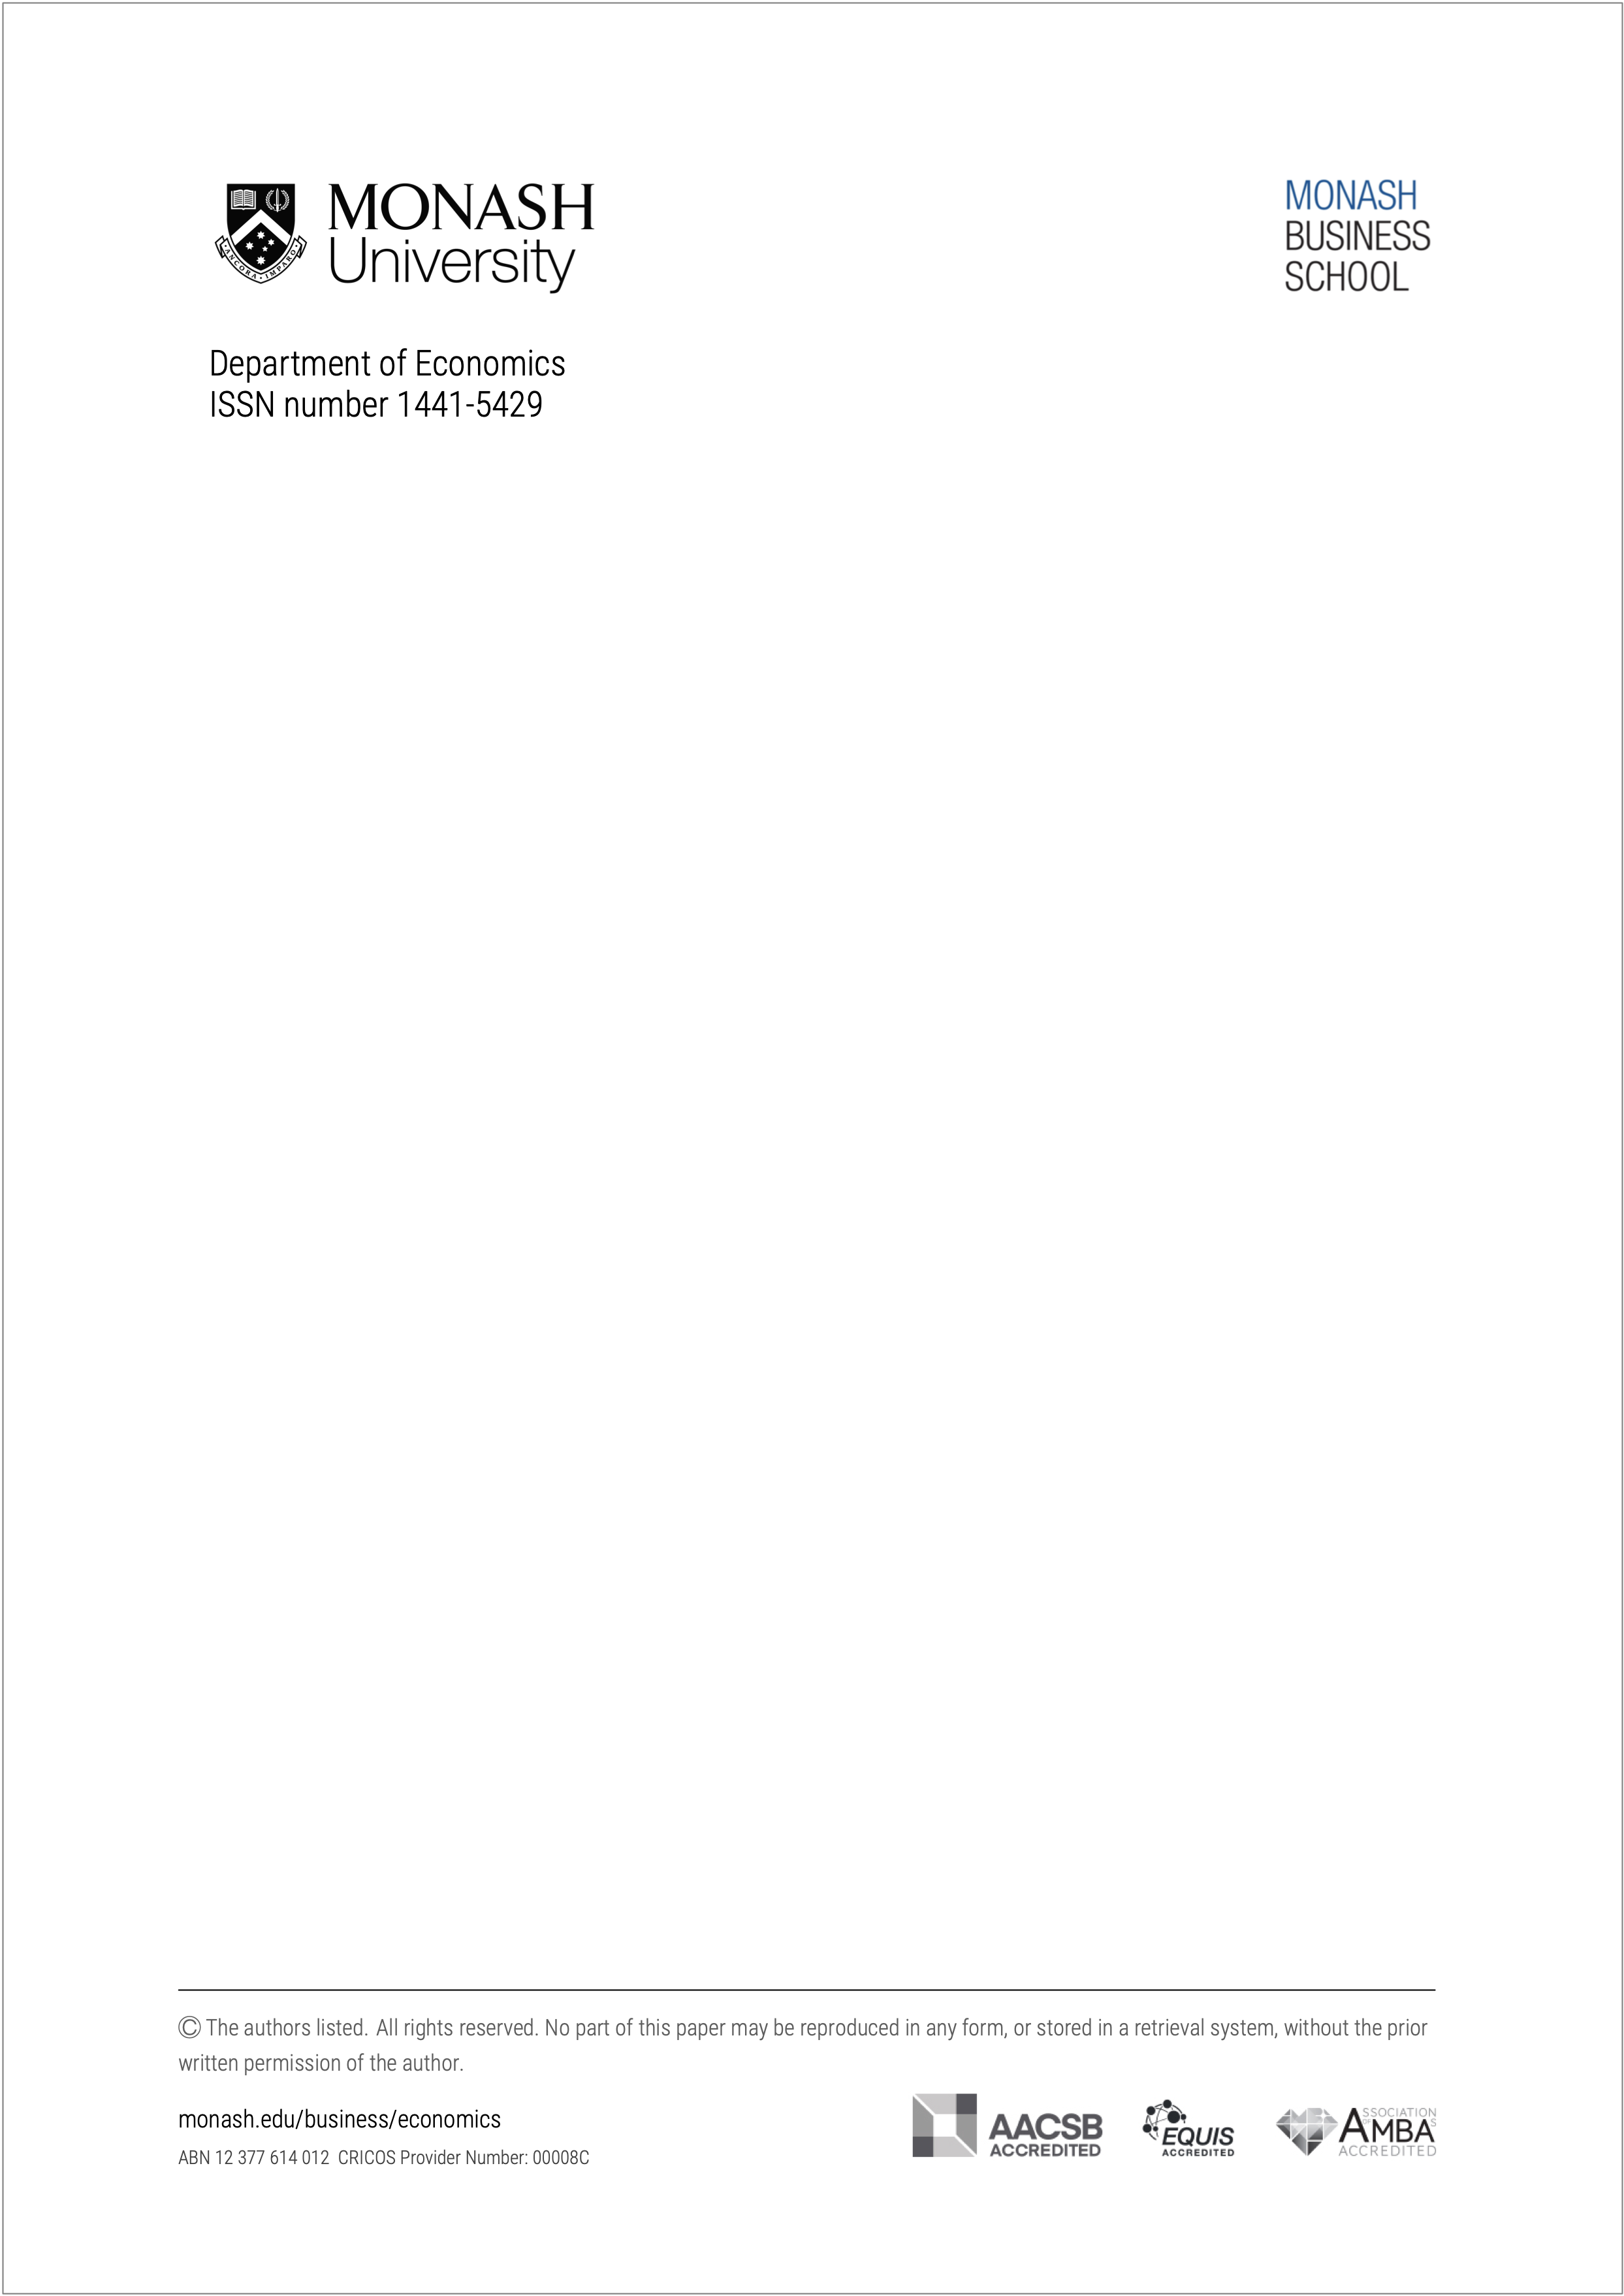 MONASH
University
ANCORA IMPARO
MONASH
BUSINESS
SCHOOL
Department of Economics
ISSN number 1441-5429
© The authors listed. All rights reserved. No part of this paper may be reproduced in any form, or stored in a retrieval system, without the prior
written permission of the author.
monash.edu/business/economics
ABN 12 377 614 012 CRICOS Provider Number: 00008C
AACSB
ACCREDITED
EQUIS
ACCREDITED
ASSOCIATION
OF MBAS
ACCREDITED